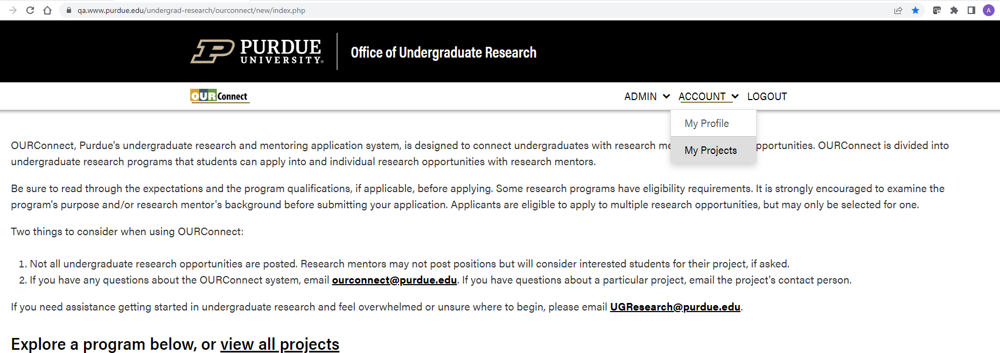 qa.www.purdue.edu/undergrad-research/ourconnect/new/index.php
A
P PURDUE UNIVERSITY®
Office of Undergraduate Research
OURConnect
ADMIN ACCOUNT LOGOUT
My Profile
My Projects
OURConnect, Purdue's undergraduate research and mentoring application system, is designed to connect undergraduates with research me pportunities. OURConnect is divided into
undergraduate research programs that students can apply into and individual research opportunities with research mentors.
Be sure to read through the expectations and the program qualifications, if applicable, before applying. Some research programs have eligibility requirements. It is strongly encouraged to examine the
program's purpose and/or research mentor's background before submitting your application. Applicants are eligible to apply to multiple research opportunities, but may only be selected for one.
Two things to consider when using OURConnect:
1. Not all undergraduate research opportunities are posted. Research mentors may not post positions but will consider interested students for their project, if asked.
2. If you have any questions about the OURConnect system, email ourconnect@purdue.edu. If you have questions about a particular project, email the project's contact person.
If you need assistance getting started in undergraduate research and feel overwhelmed or unsure where to begin, please email UGResearch@purdue.edu.
Explore a program below, or view all projects